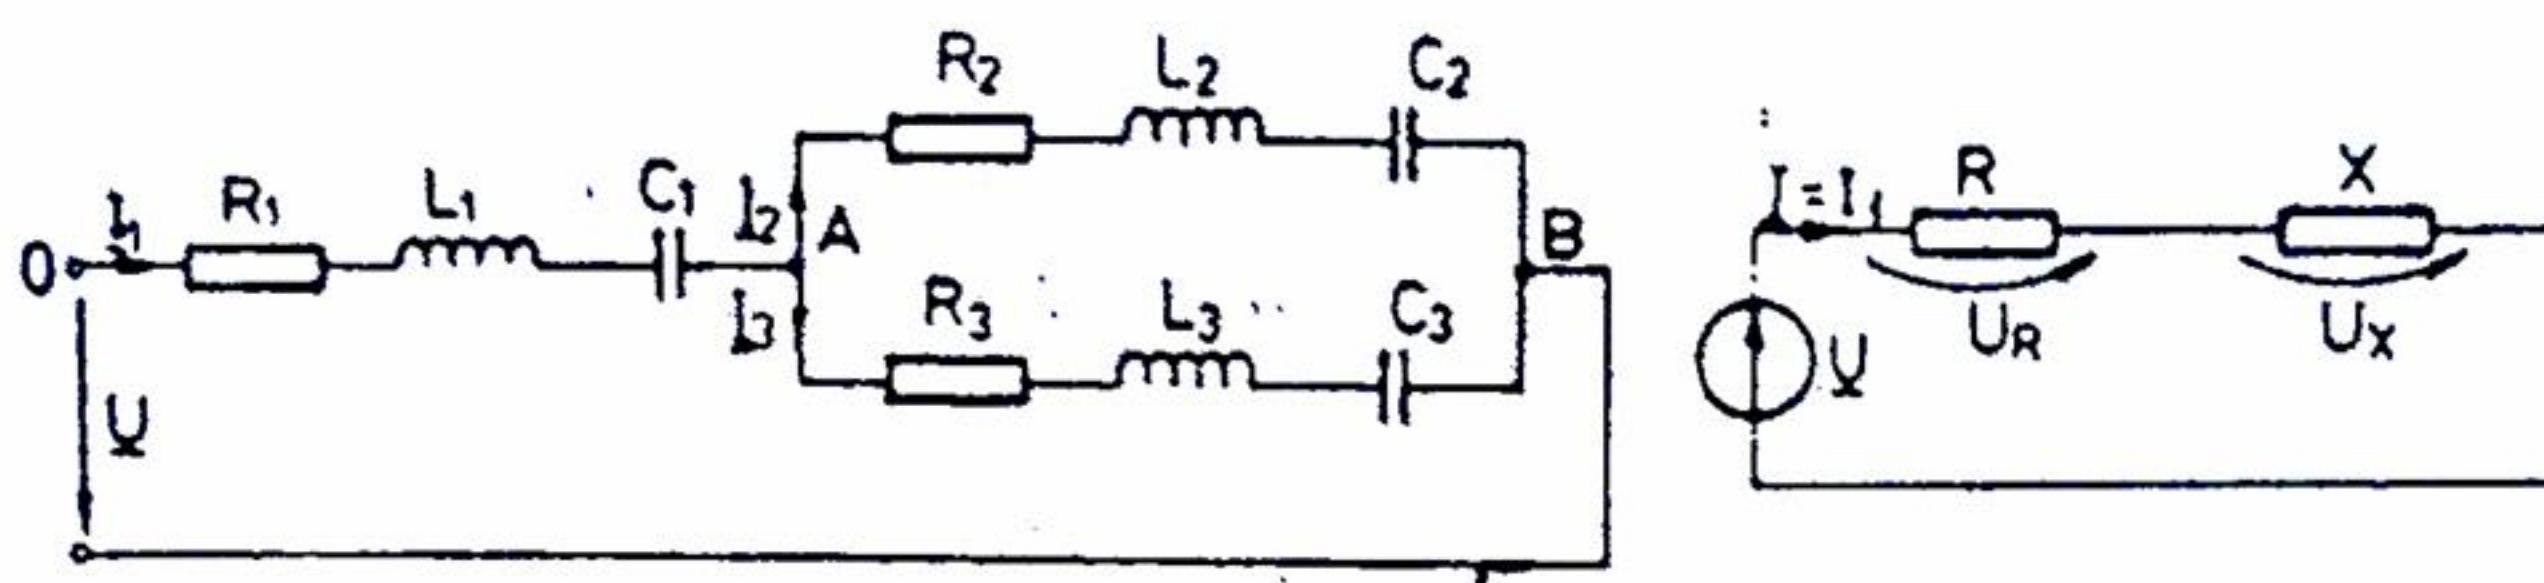 R2 L2 C2
R1 L1 C1 I2 A B
I1
0
R3 L3 C3
I3
U
I = I1 R X
UR UX
U